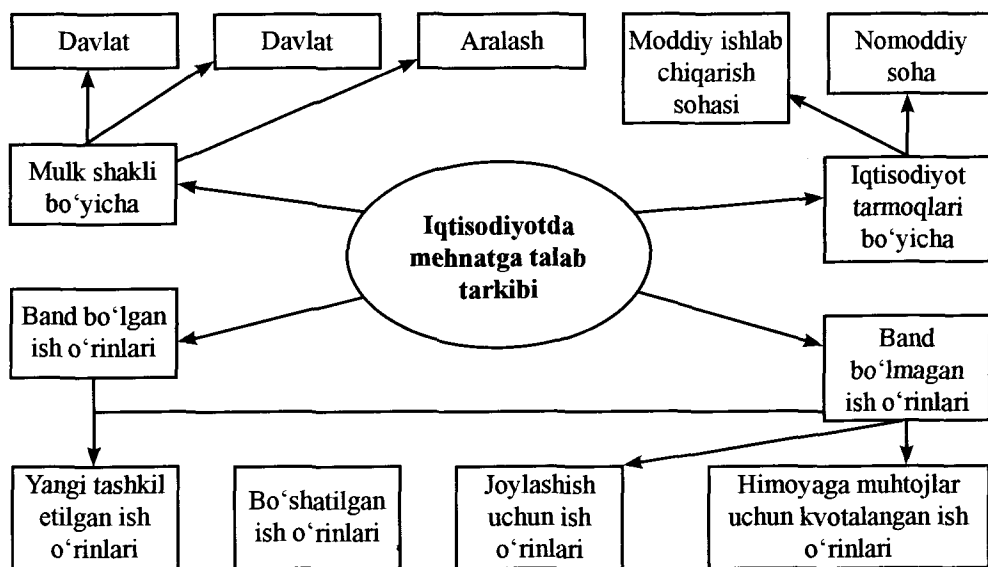 Davlat
Davlat
Aralash
Moddiy ishlab
chiqarish
sohasi
Nomoddiy
soha
Mulk shakli
bo‘yicha
Iqtisodiyot
tarmoqlari
bo‘yicha
Iqtisodiyotda
mehnatga talab
tarkibi
Band bo‘lgan
ish o‘rinlari
Band
bo‘lmagan
ish o‘rinlari
Yangi tashkil
etilgan ish
o‘rinlari
Bo‘shatilgan
ish o‘rinlari
Joylashish
uchun ish
o‘rinlari
Himoyaga muhtojlar
uchun kvotalangan ish
o‘rinlari